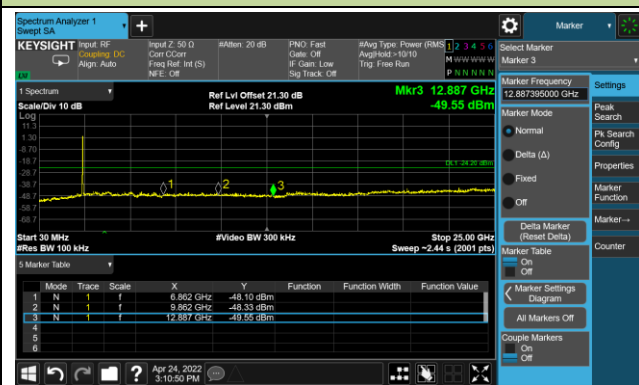 Spectrum Analyzer 1
Swept SA
+
Marker
KEYSIGHT
Input: RF
Coupling: DC
Align: Auto
Input Z: 50 Ω
Corr CCorr
Freq Ref: Int (S)
NFE: Off
#Atten: 20 dB
PNO: Fast
Gate: Off
IF Gain: Low
Sig Track: Off
#Avg Type: Power (RMS)
Avg|Hold:>10/10
Trig: Free Run
1 2 3 4 5 6
M W W W W W
P N N N N N
LXI
1 Spectrum
Scale/Div 10 dB
Ref Lvl Offset 21.30 dB
Ref Level 21.30 dBm
Mkr3 12.887 GHz
-49.55 dBm
Log
11.3
1.30
-8.70
-18.7
-28.7
-38.7
-48.7
-58.7
-68.7
DL1 -24.20 dBm
1
2
3
Start 30 MHz
#Res BW 100 kHz
#Video BW 300 kHz
Stop 25.00 GHz
Sweep ~2.44 s (2001 pts)
5 Marker Table
Mode Trace Scale X Y Function Function Width Function Value
1 N 1 f 6.862 GHz -48.10 dBm
2 N 1 f 9.862 GHz -48.33 dBm
3 N 1 f 12.887 GHz -49.55 dBm
4
5
6
?
Apr 24, 2022
3:10:50 PM
Select Marker
Marker 3
Marker Frequency
12.887395000 GHz
Marker Mode
Normal
Delta (Δ)
Fixed
Off
Delta Marker
(Reset Delta)
Marker Table
On
Off
Marker Settings
Diagram
All Markers Off
Couple Markers
On
Off
Settings
Peak
Search
Pk Search
Config
Properties
Marker
Function
Marker→
Counter